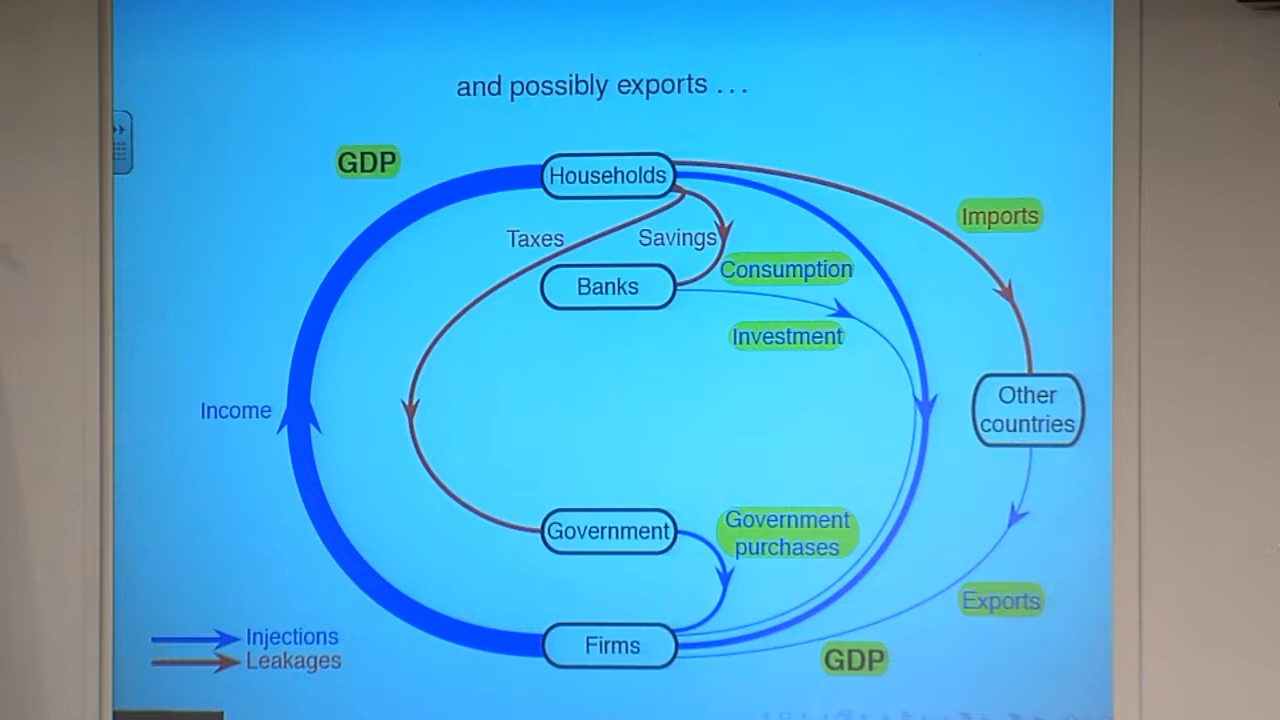 and possibly exports ...
GDP
Households
Imports
Taxes
Savings
Consumption
Banks
Investment
Other
countries
Income
Government
purchases
Government
Exports
Injections
Firms
Leakages
GDP